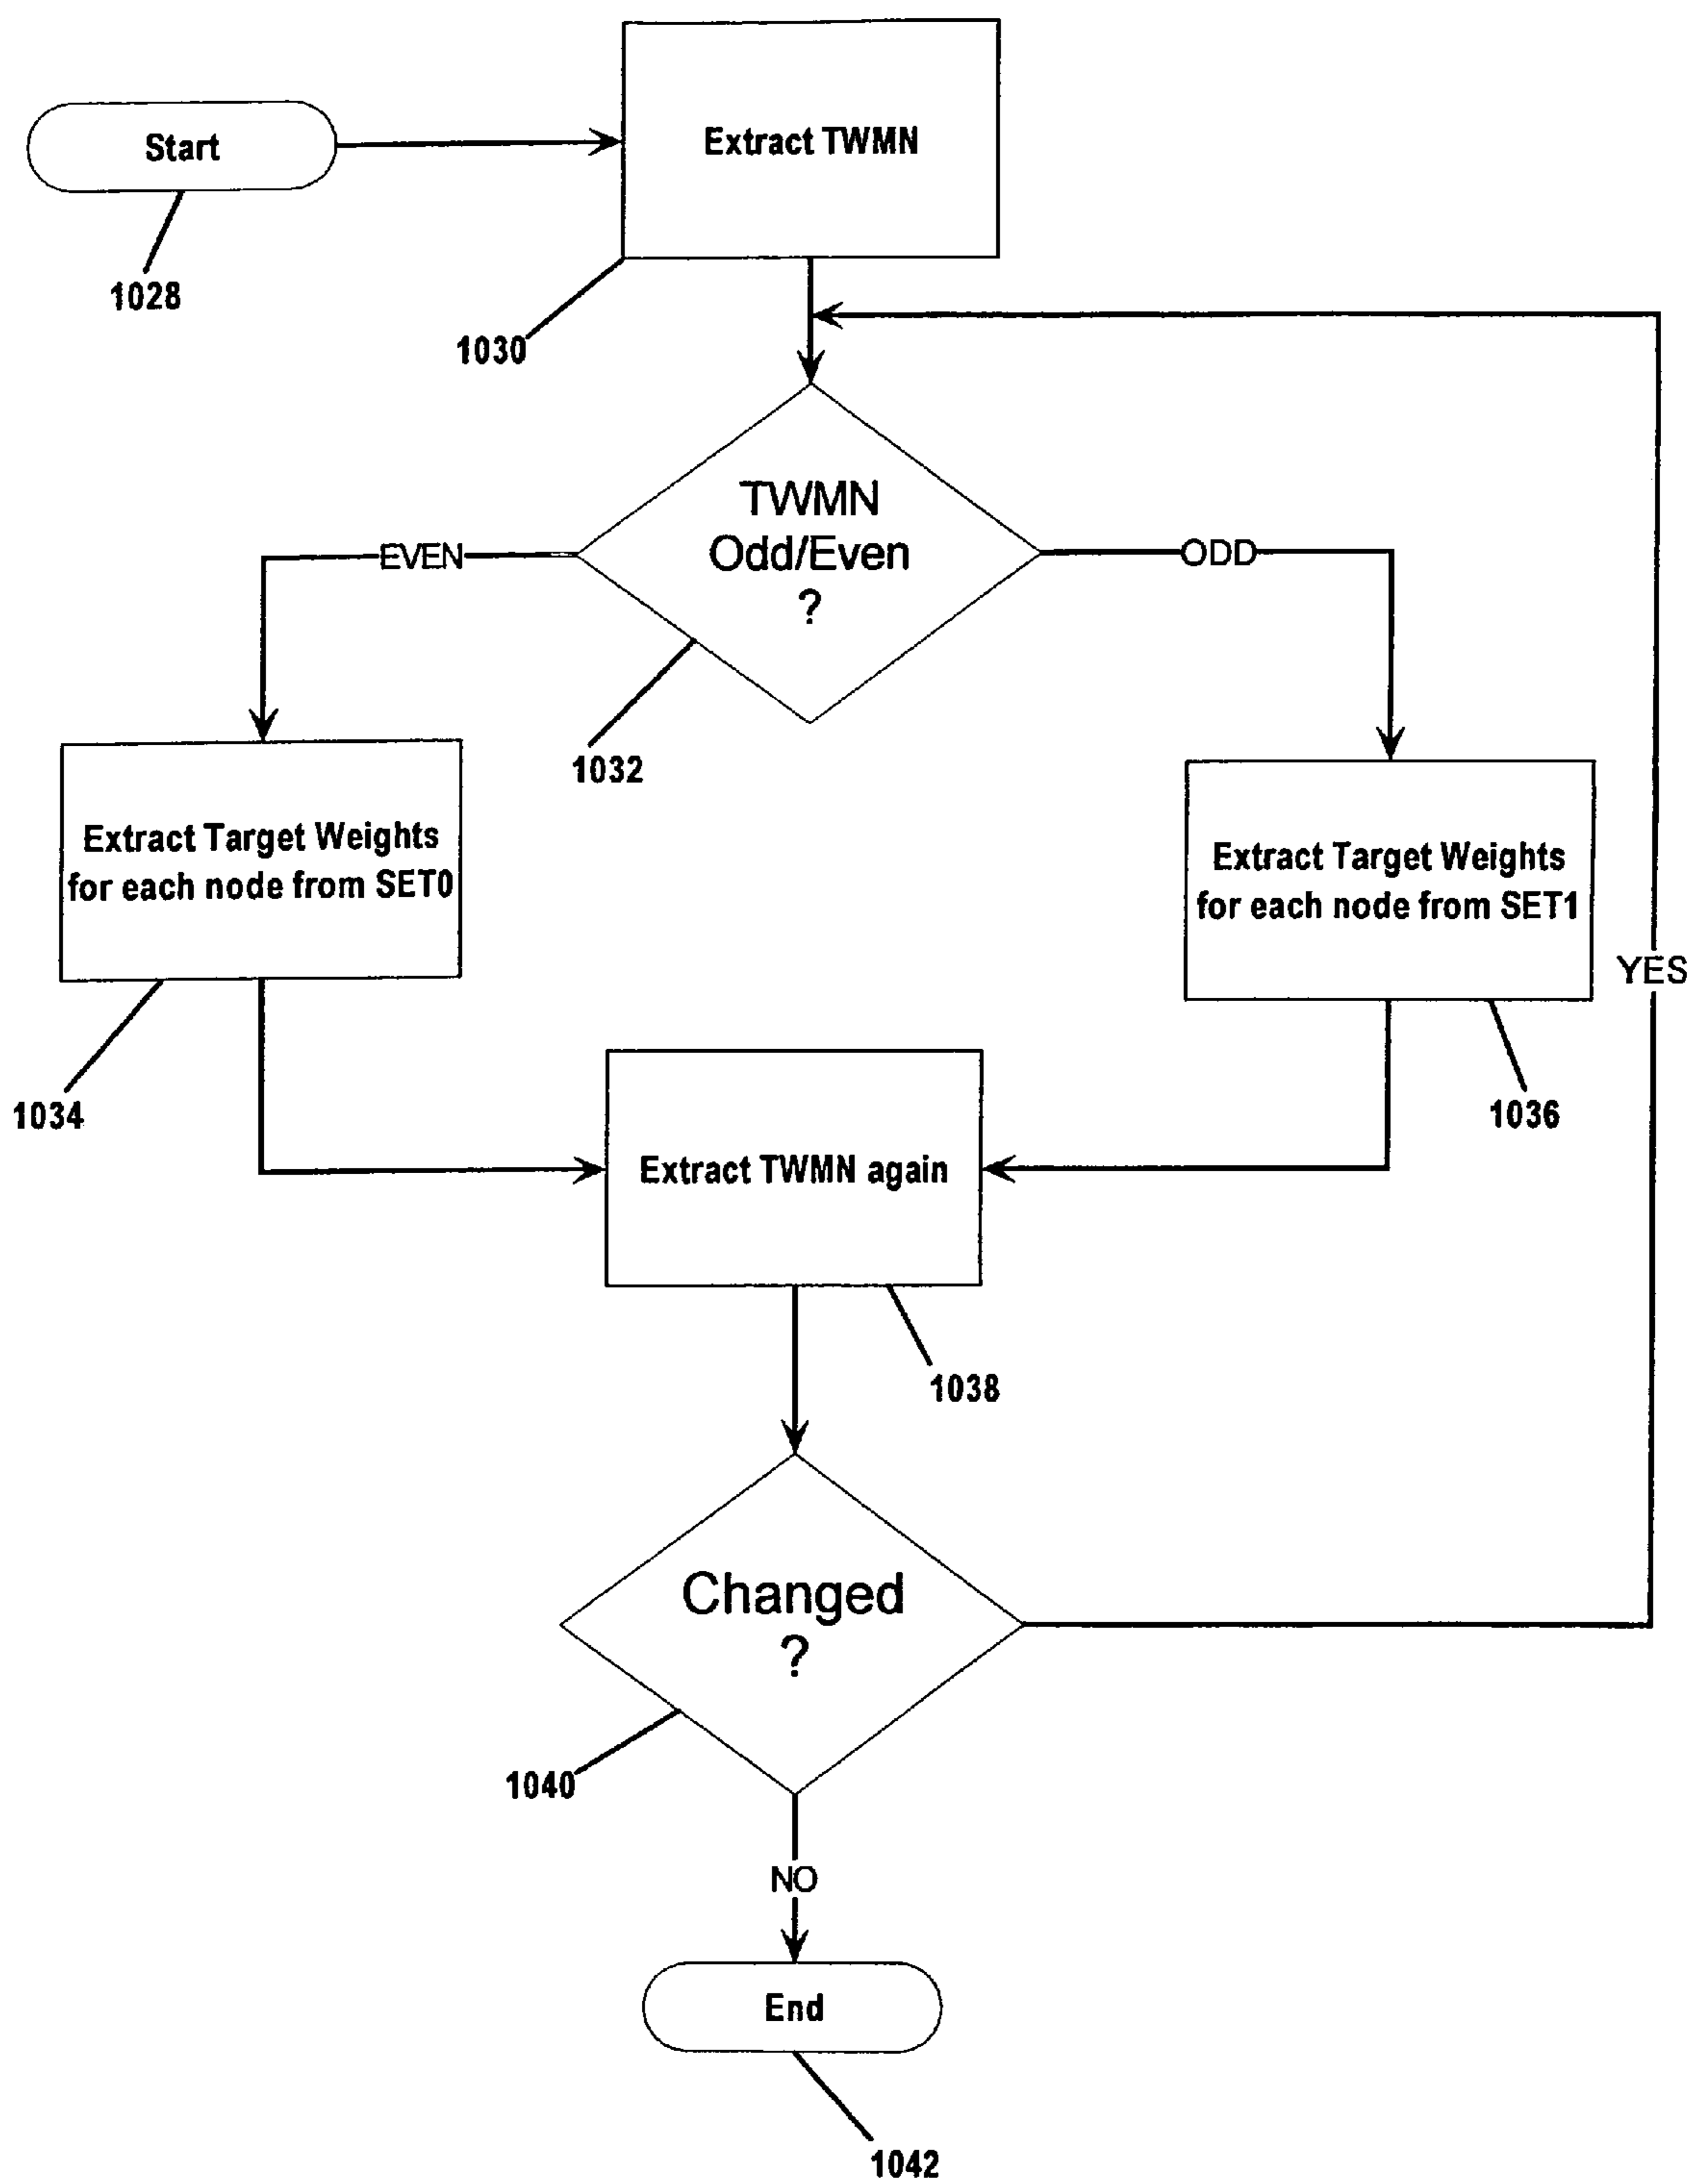 Start
Extract TWMN
1028
1030
TWMN
Odd/Even
?
EVEN
ODD
1032
Extract Target Weights
for each node from SET0
Extract Target Weights
for each node from SET1
YES
1034
1036
Extract TWMN again
1038
Changed
?
1040
NO
End
1042